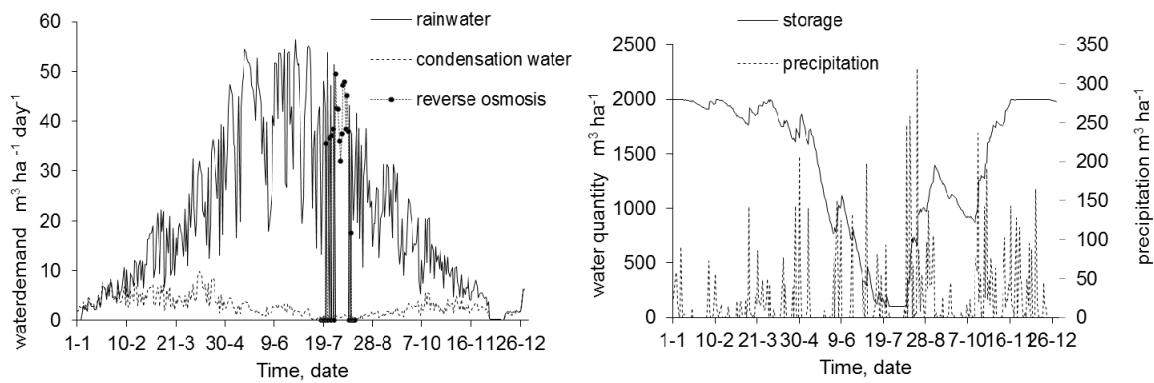 60
50
40
30
20
10
0
waterdemand m³ ha⁻¹ day⁻¹
rainwater
condensation water
reverse osmosis
1-1 10-2 21-3 30-4 9-6 19-7 28-8 7-10 16-11 26-12
Time, date
2500
2000
1500
1000
500
0
water quantity m³ ha⁻¹
storage
precipitation
350
300
250
200
150
100
50
0
precipitation m³ ha⁻¹
1-1 10-2 21-3 30-4 9-6 19-7 28-8 7-10 16-11 26-12
Time, date